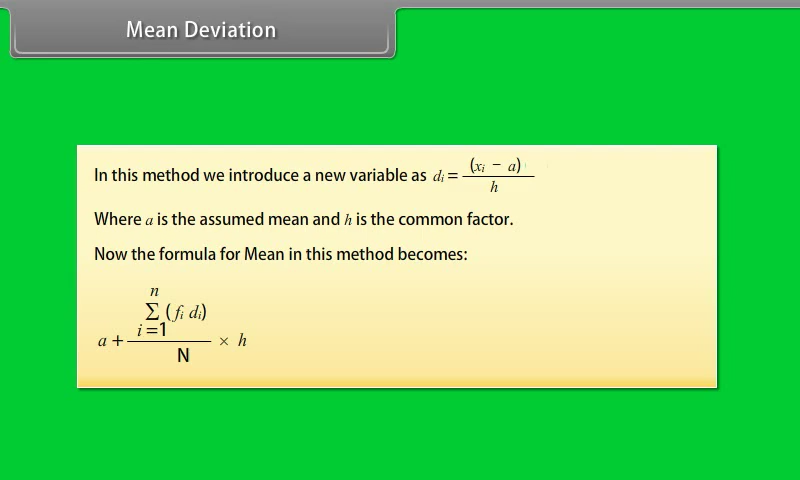 Mean Deviation
In this method we introduce a new variable as dᵢ = (xᵢ − a) / h
Where a is the assumed mean and h is the common factor.
Now the formula for Mean in this method becomes:
a + n Σ i=1 (fᵢ dᵢ) / N × h